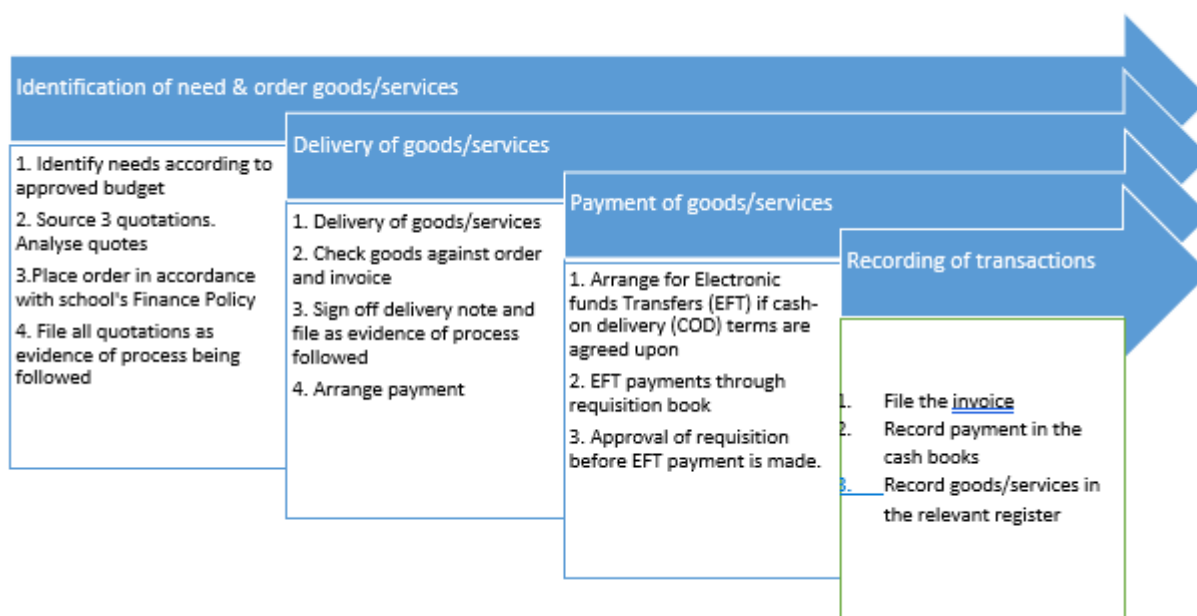 Identification of need & order goods/services
1. Identify needs according to
approved budget
2. Source 3 quotations.
Analyse quotes
3.Place order in accordance
with school's Finance Policy
4. File all quotations as
evidence of process being
followed
Delivery of goods/services
1. Delivery of goods/services
2. Check goods against order
and invoice
3. Sign off delivery note and
file as evidence of process
followed
4. Arrange payment
Payment of goods/services
1. Arrange for Electronic
funds Transfers (EFT) if cash-
on delivery (COD) terms are
agreed upon
2. EFT payments through
requisition book
3. Approval of requisition
before EFT payment is made.
Recording of transactions
1. File the invoice
2. Record payment in the
cash books
3. Record goods/services in
the relevant register